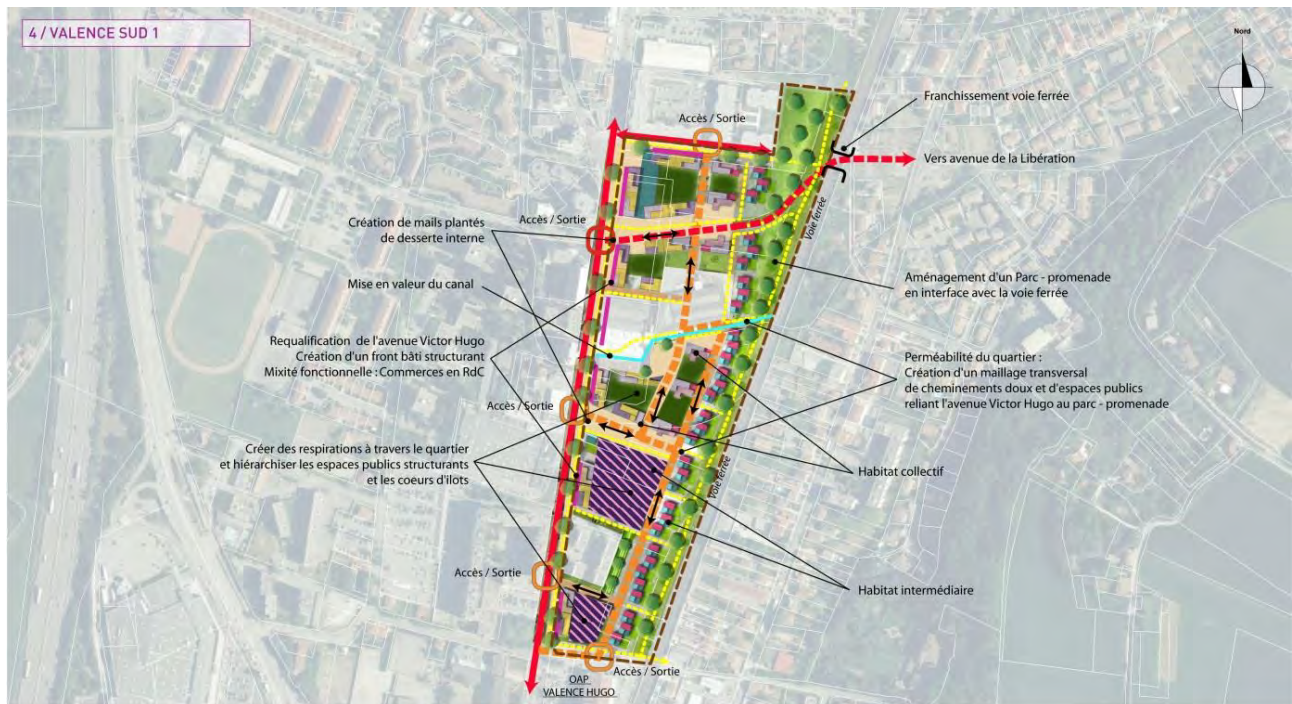 4 / VALENCE SUD 1
Nord
Franchissement voie ferrée
Accès / Sortie
Vers avenue de la Libération
Voie ferrée
Création de mails plantés
de desserte interne
Accès / Sortie
Mise en valeur du canal
Aménagement d'un Parc - promenade
en interface avec la voie ferrée
Requalification de l'avenue Victor Hugo
Création d'un front bâti structurant
Mixité fonctionnelle : Commerces en RdC
Perméabilité du quartier :
Création d'un maillage transversal
de cheminements doux et d'espaces publics
reliant l'avenue Victor Hugo au parc - promenade
Accès / Sortie
Créer des respirations à travers le quartier
et hiérarchiser les espaces publics structurants
et les coeurs d'ilots
Habitat collectif
Voie ferrée
Accès / Sortie
Habitat intermédiaire
Accès / Sortie
OAP
VALENCE HUGO